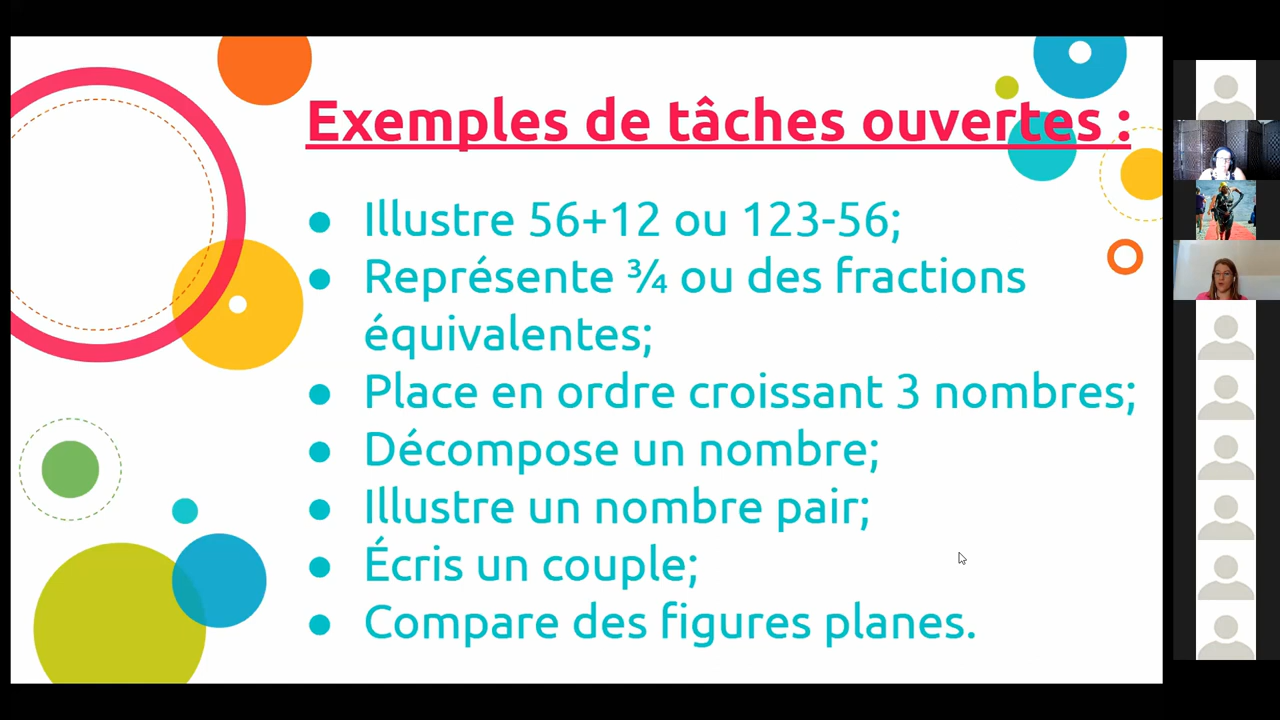 Exemples de tâches ouvertes :
● Illustre 56+12 ou 123-56;
● Représente ¾ ou des fractions
équivalentes;
● Place en ordre croissant 3 nombres;
● Décompose un nombre;
● Illustre un nombre pair;
● Écris un couple;
● Compare des figures planes.